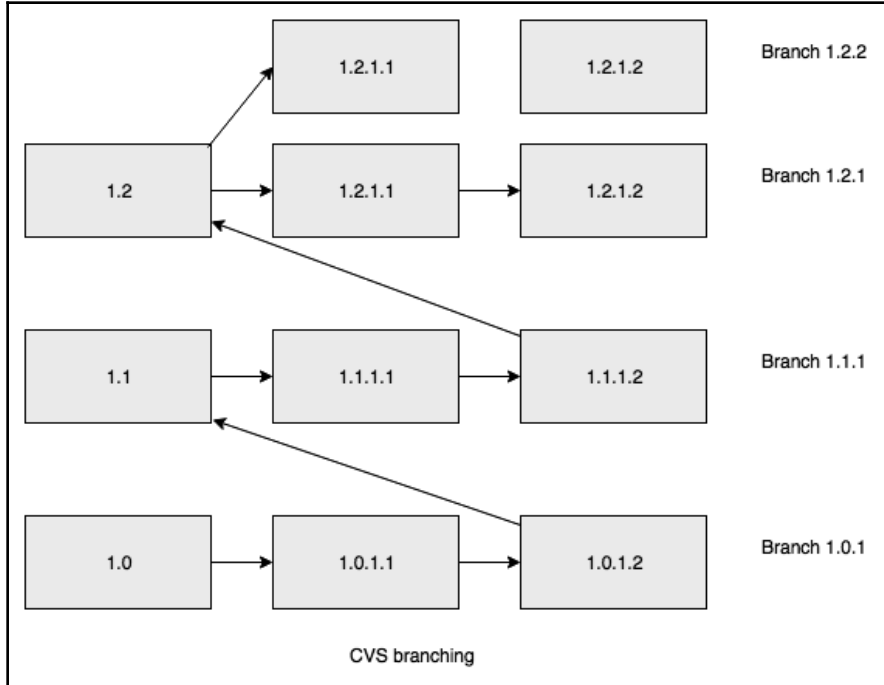 1.2.1.1 1.2.1.2 Branch 1.2.2
1.2 1.2.1.1 1.2.1.2 Branch 1.2.1
1.1 1.1.1.1 1.1.1.2 Branch 1.1.1
1.0 1.0.1.1 1.0.1.2 Branch 1.0.1
CVS branching